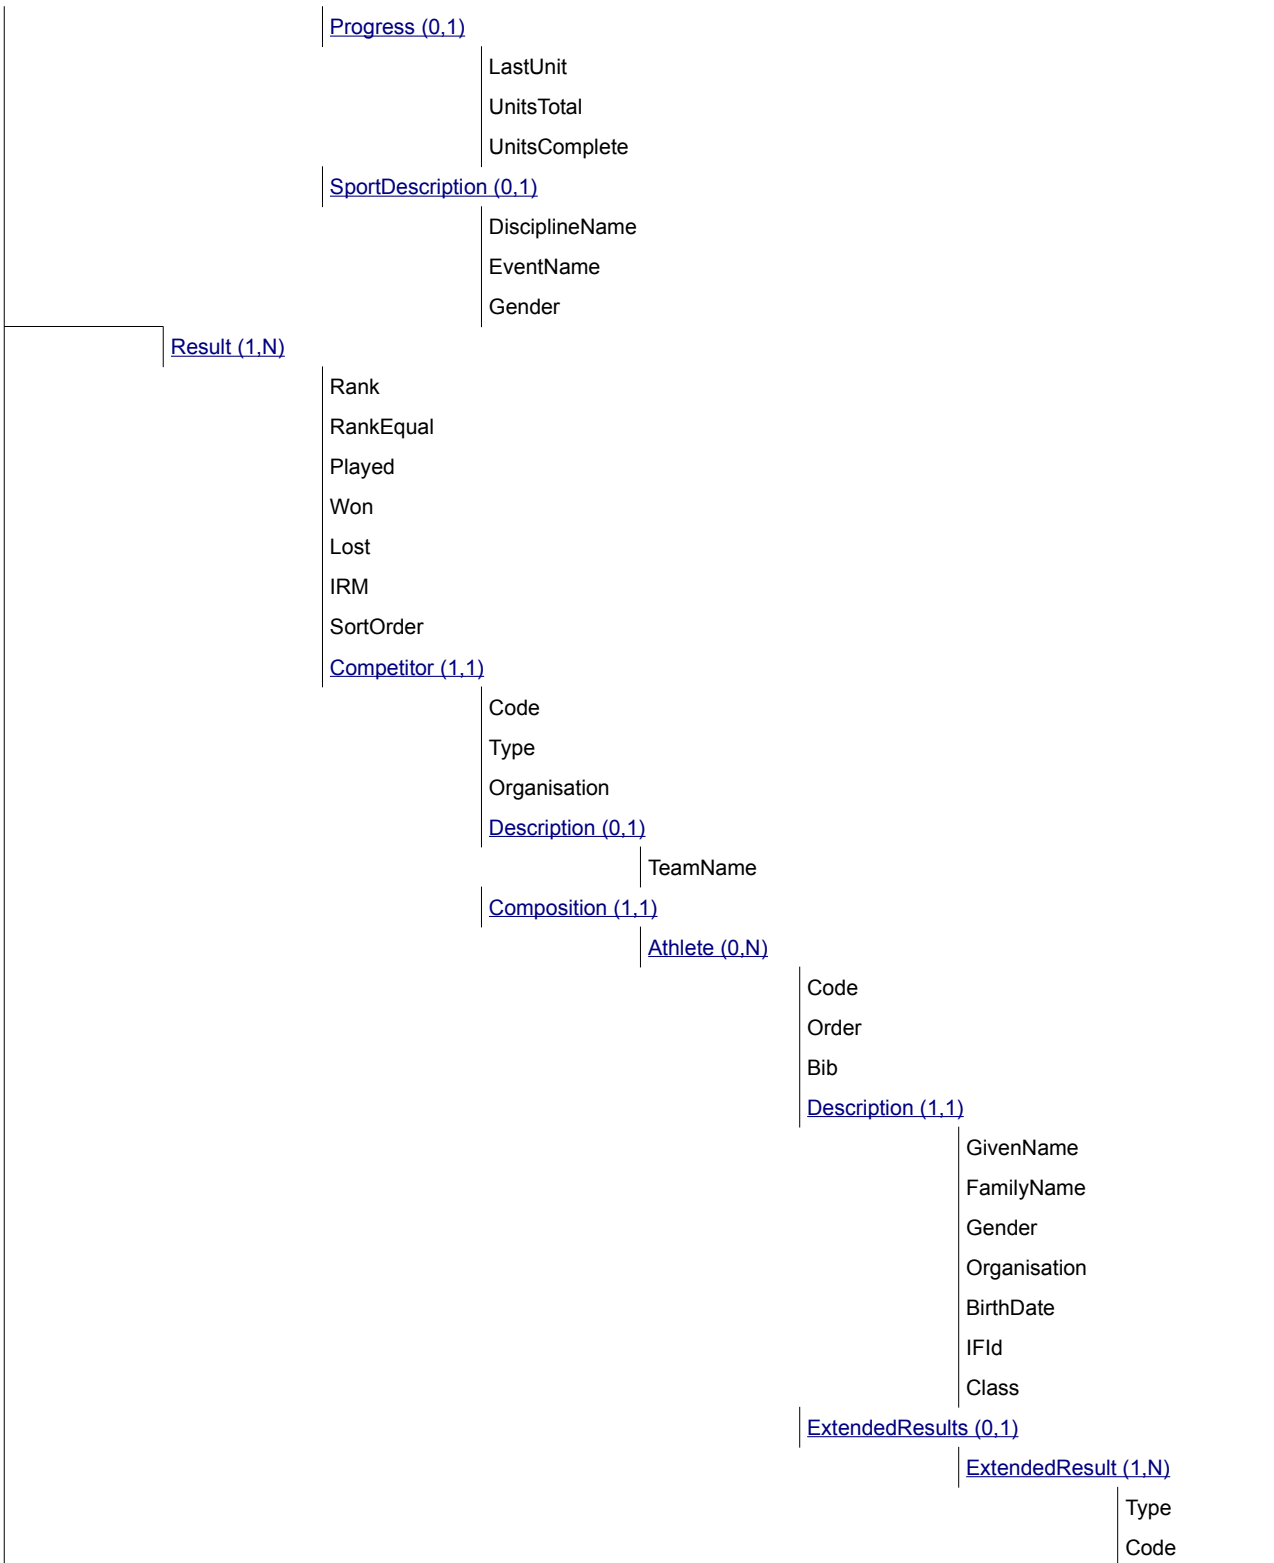 Progress (0,1)
LastUnit
UnitsTotal
UnitsComplete
SportDescription (0,1)
DisciplineName
EventName
Gender
Result (1,N)
Rank
RankEqual
Played
Won
Lost
IRM
SortOrder
Competitor (1,1)
Code
Type
Organisation
Description (0,1)
TeamName
Composition (1,1)
Athlete (0,N)
Code
Order
Bib
Description (1,1)
GivenName
FamilyName
Gender
Organisation
BirthDate
IFId
Class
ExtendedResults (0,1)
ExtendedResult (1,N)
Type
Code